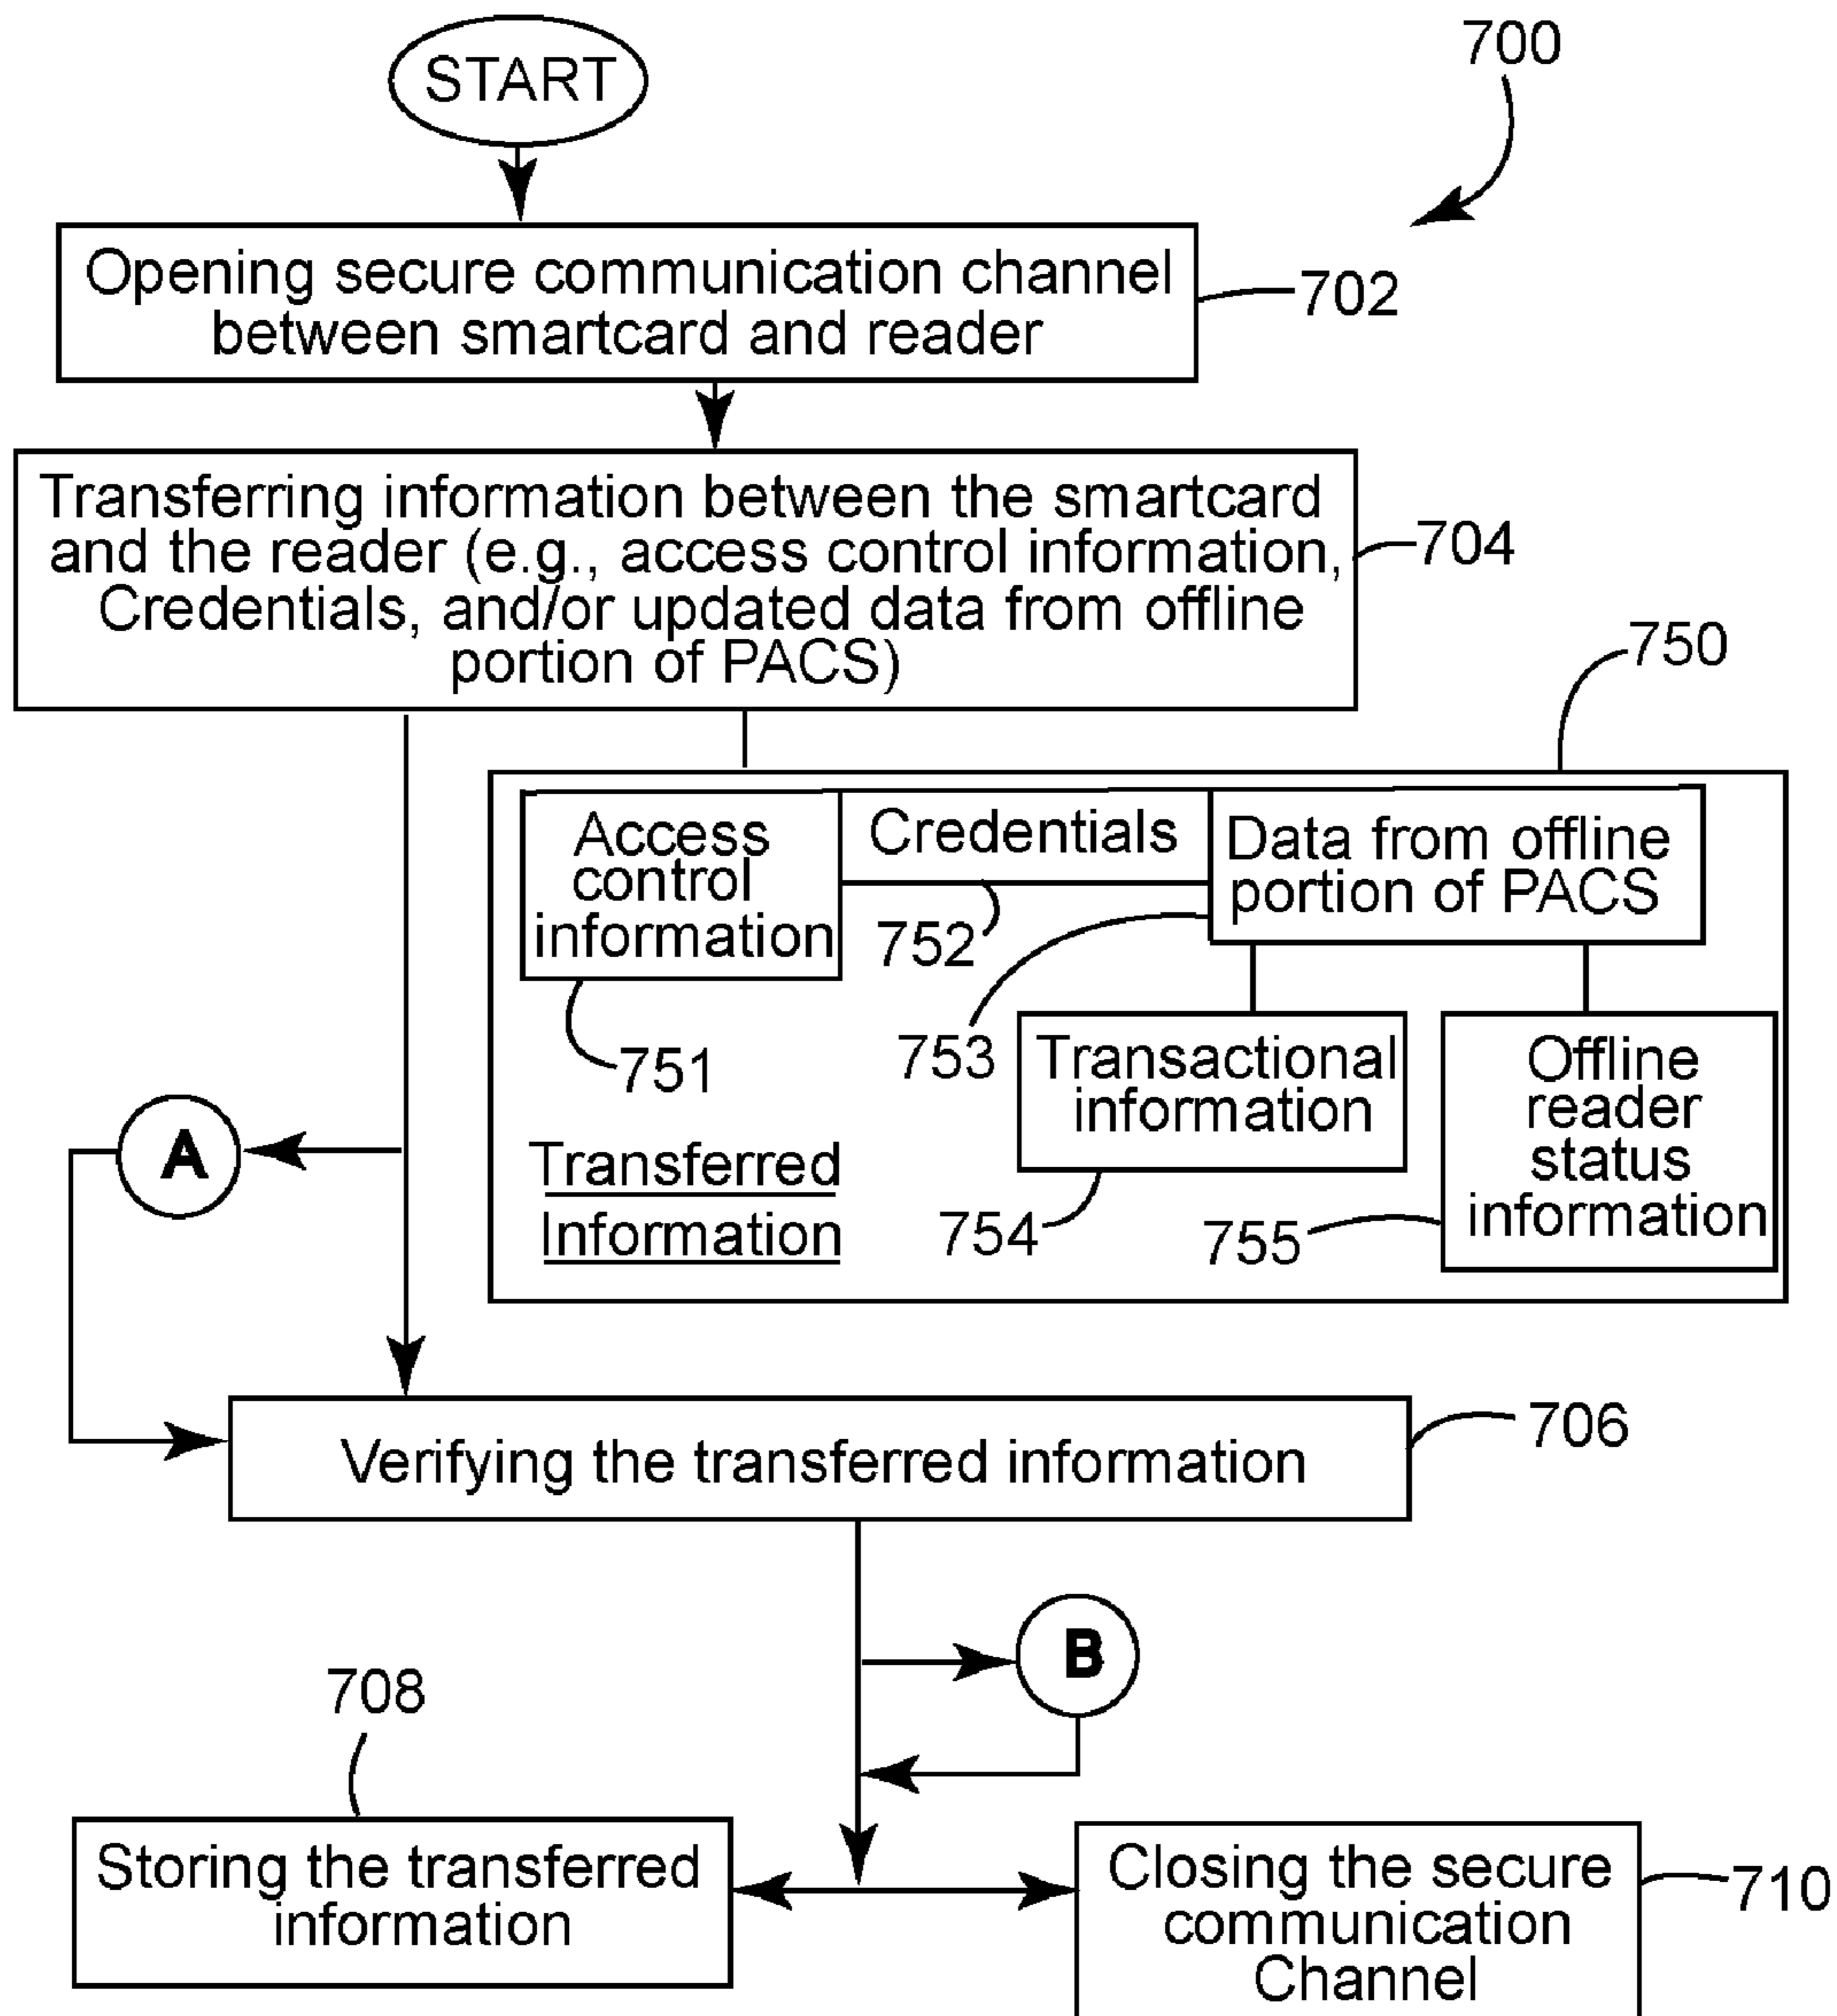 START
700
Opening secure communication channel
between smartcard and reader
702
Transferring information between the smartcard
and the reader (e.g., access control information,
Credentials, and/or updated data from offline
portion of PACS)
704
750
Access
control
information
751
Credentials
752
Data from offline
portion of PACS
753
Transactional
information
754
Offline
reader
status
information
755
Transferred
Information
A
Verifying the transferred information
706
B
708
Storing the transferred
information
Closing the secure
communication
Channel
710